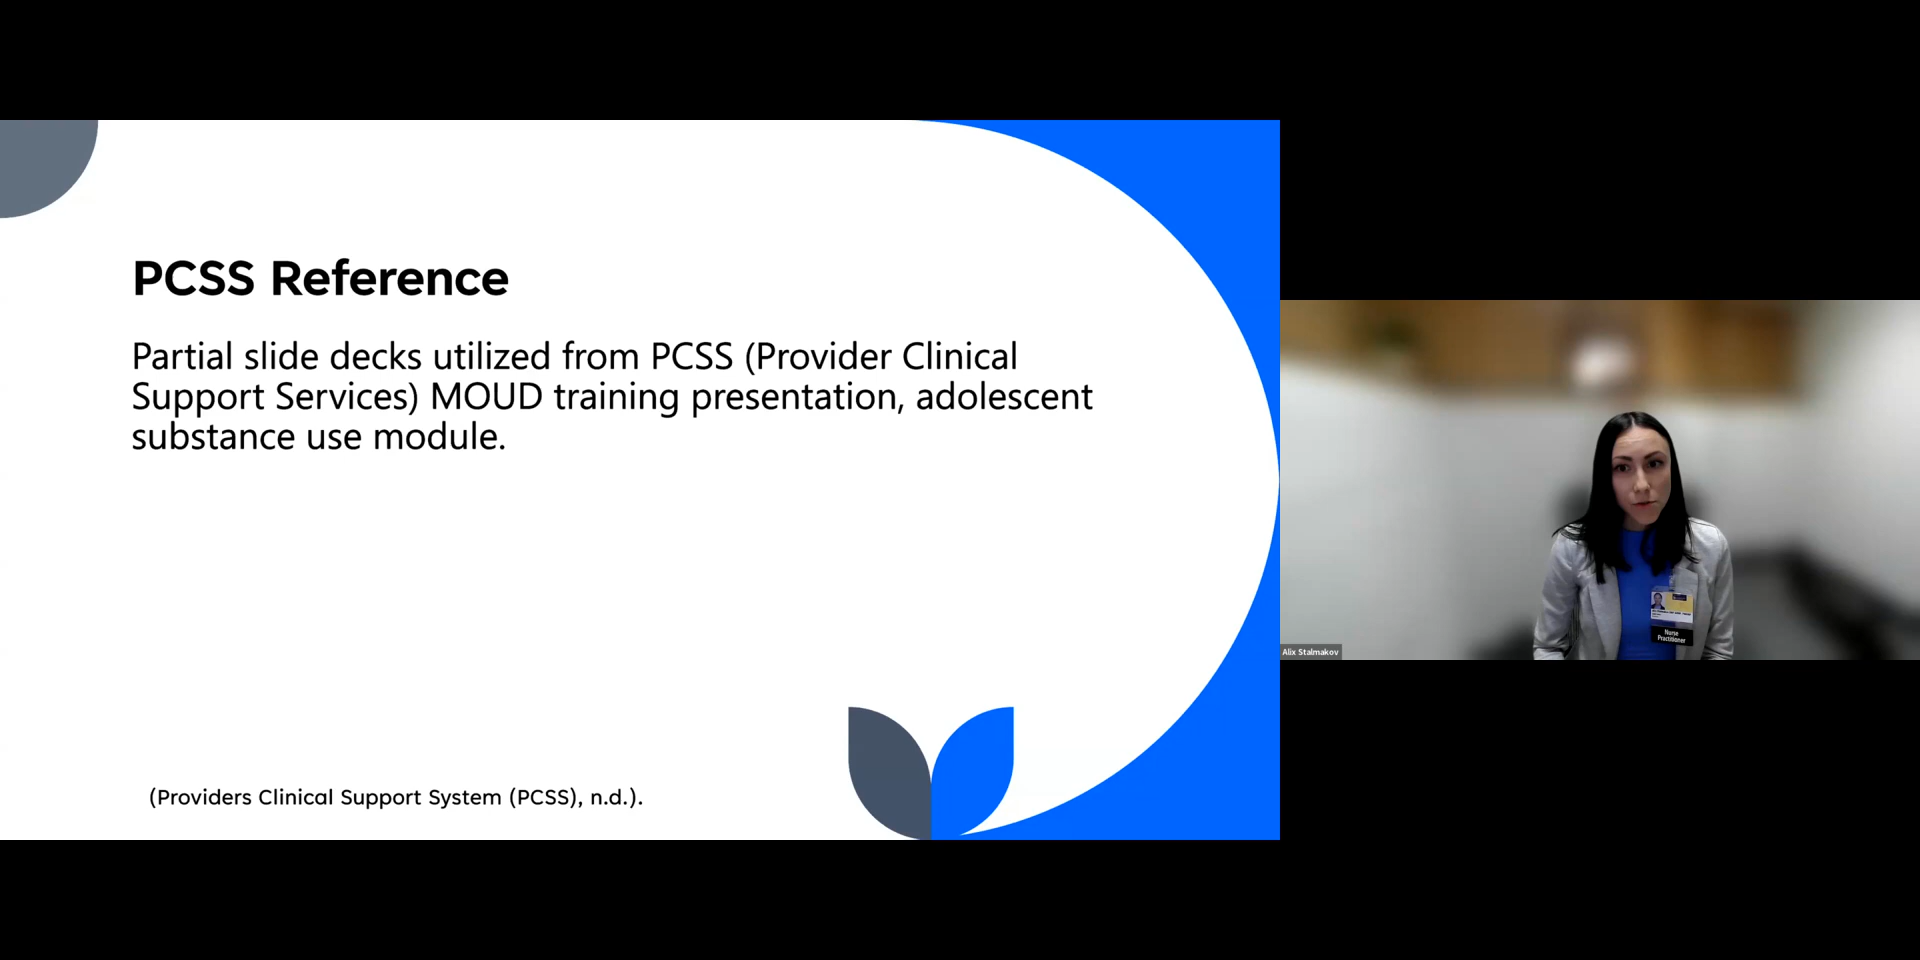 PCSS Reference
Partial slide decks utilized from PCSS (Provider Clinical
Support Services) MOUD training presentation, adolescent
substance use module.
(Providers Clinical Support System (PCSS), n.d.).
Alix Stalmakov
Nurse
Practitioner